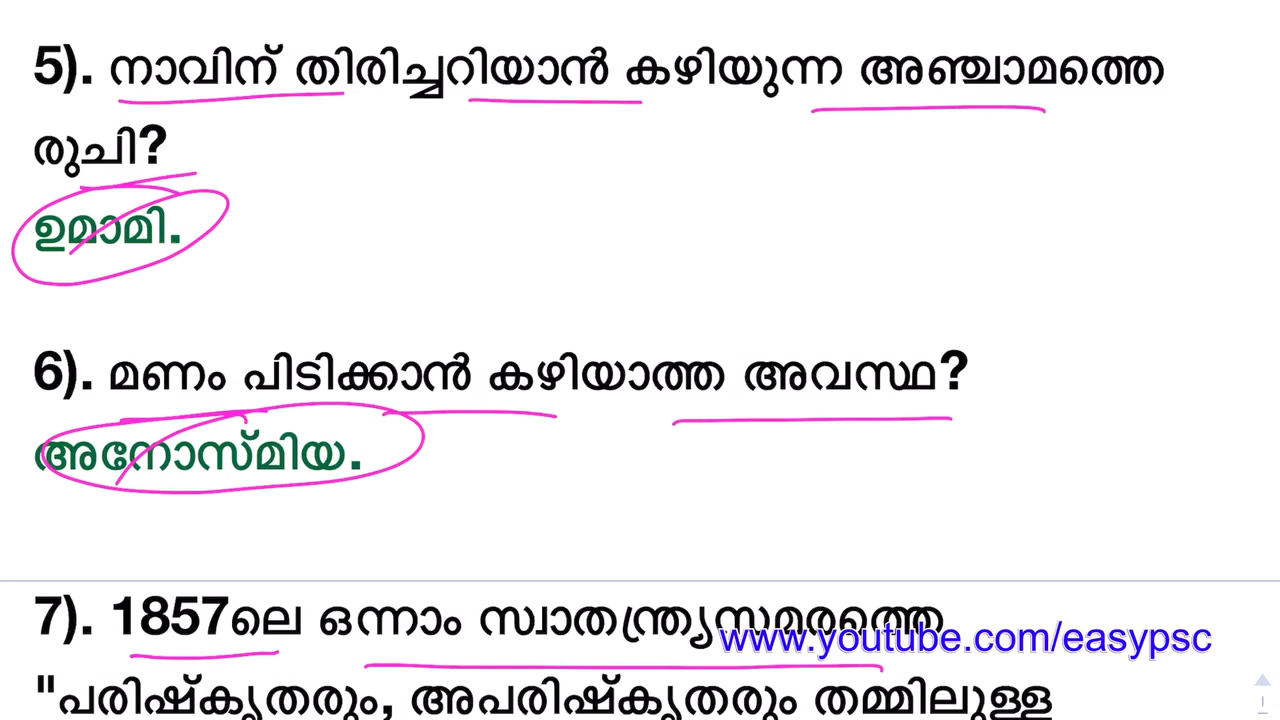 5). നാവിന് തിരിച്ചറിയാൻ കഴിയുന്ന അഞ്ചാമത്തെ
രുചി?
ഉമാമി.
6). മണം പിടിക്കാൻ കഴിയാത്ത അവസ്ഥ?
അനോസ്മിയ.
7). 1857ലെ ഒന്നാം സ്വാതന്ത്ര്യസമരത്തെ
www.youtube.com/easypsc
"പരിഷ്കൃതരും, അപരിഷ്കൃതരും തമ്മിലുള്ള